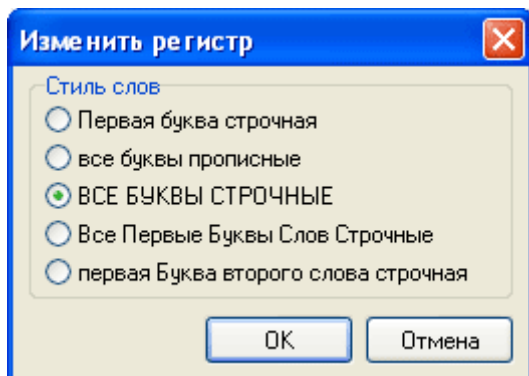 Изменить регистр
Стиль слов
Первая буква строчная
все буквы прописные
ВСЕ БУКВЫ СТРОЧНЫЕ
Все Первые Буквы Слов Строчные
первая Буква второго слова строчная
OK Отмена